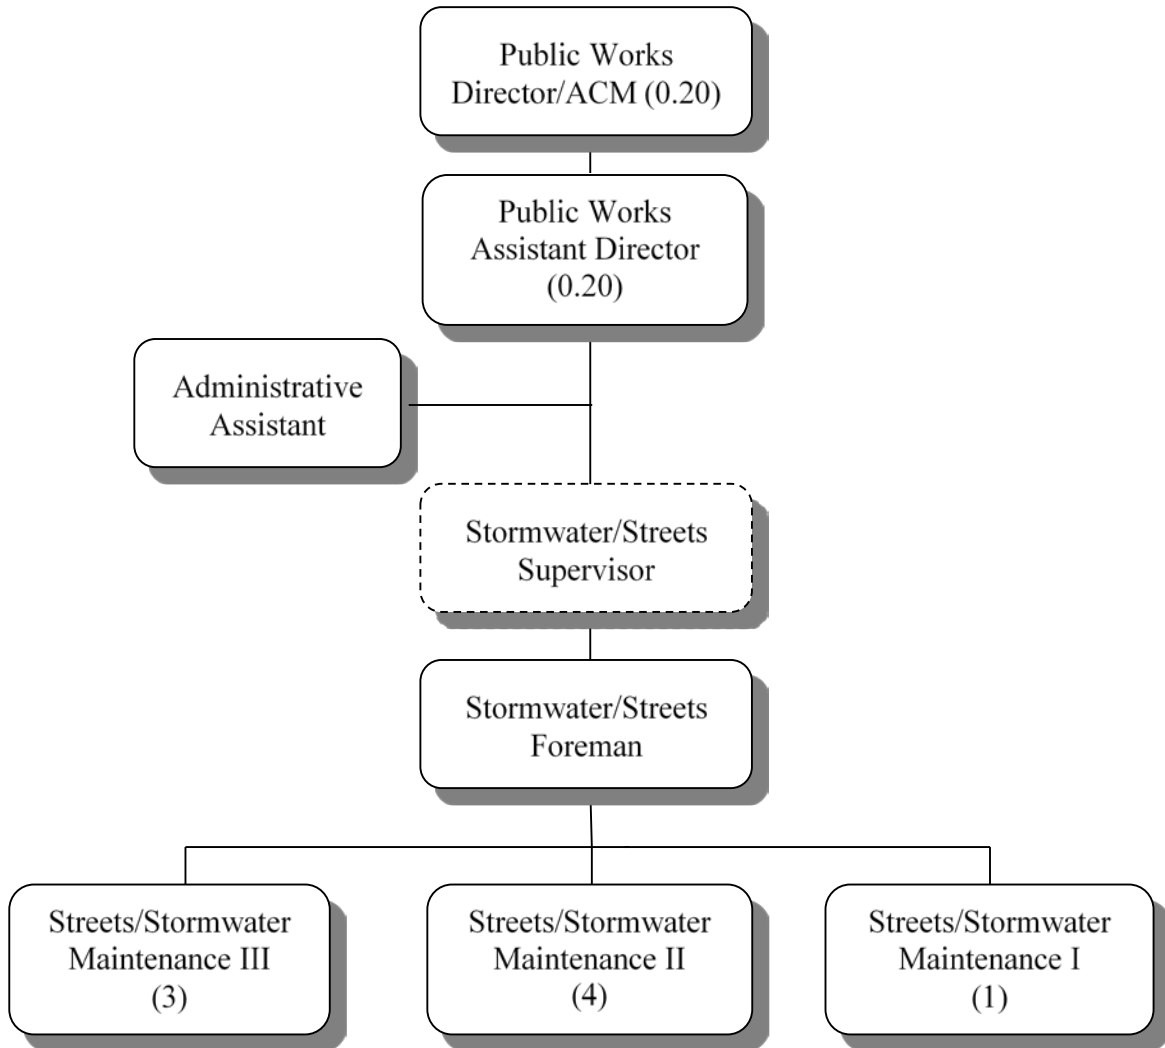 Public Works
Director/ACM (0.20)
Public Works
Assistant Director
(0.20)
Administrative
Assistant
Stormwater/Streets
Supervisor
Stormwater/Streets
Foreman
Streets/Stormwater
Maintenance III
(3)
Streets/Stormwater
Maintenance II
(4)
Streets/Stormwater
Maintenance I
(1)